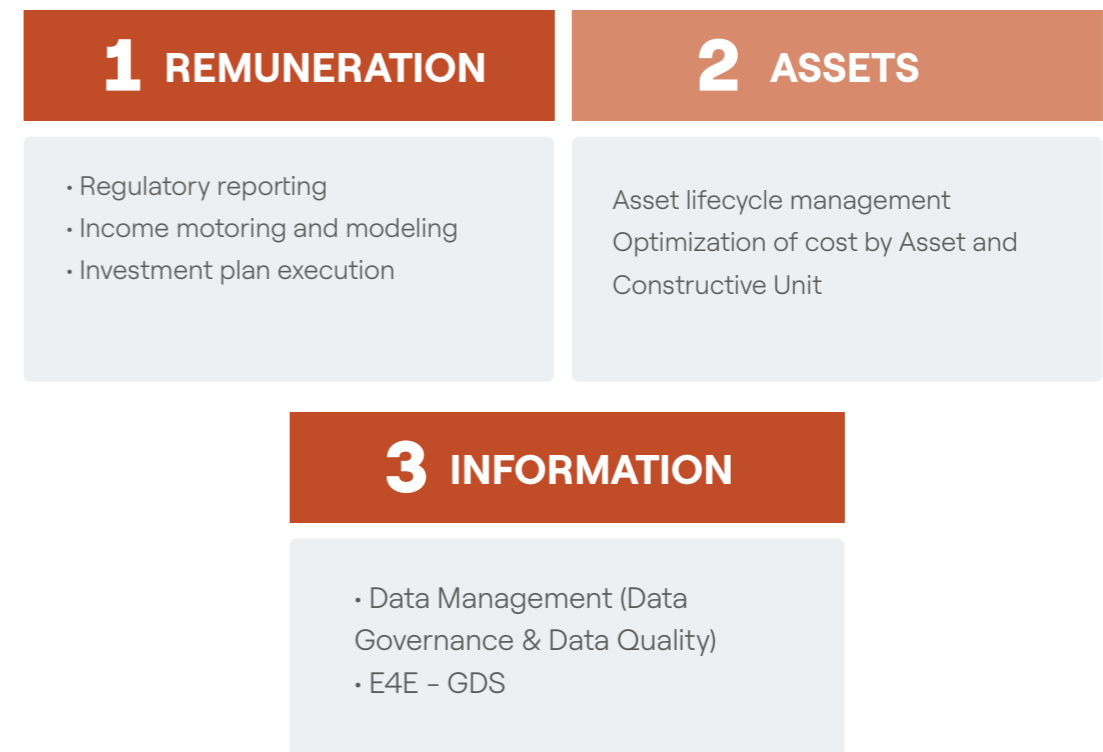 1 REMUNERATION
• Regulatory reporting
• Income motoring and modeling
• Investment plan execution
2 ASSETS
Asset lifecycle management
Optimization of cost by Asset and
Constructive Unit
3 INFORMATION
• Data Management (Data
Governance & Data Quality)
• E4E – GDS